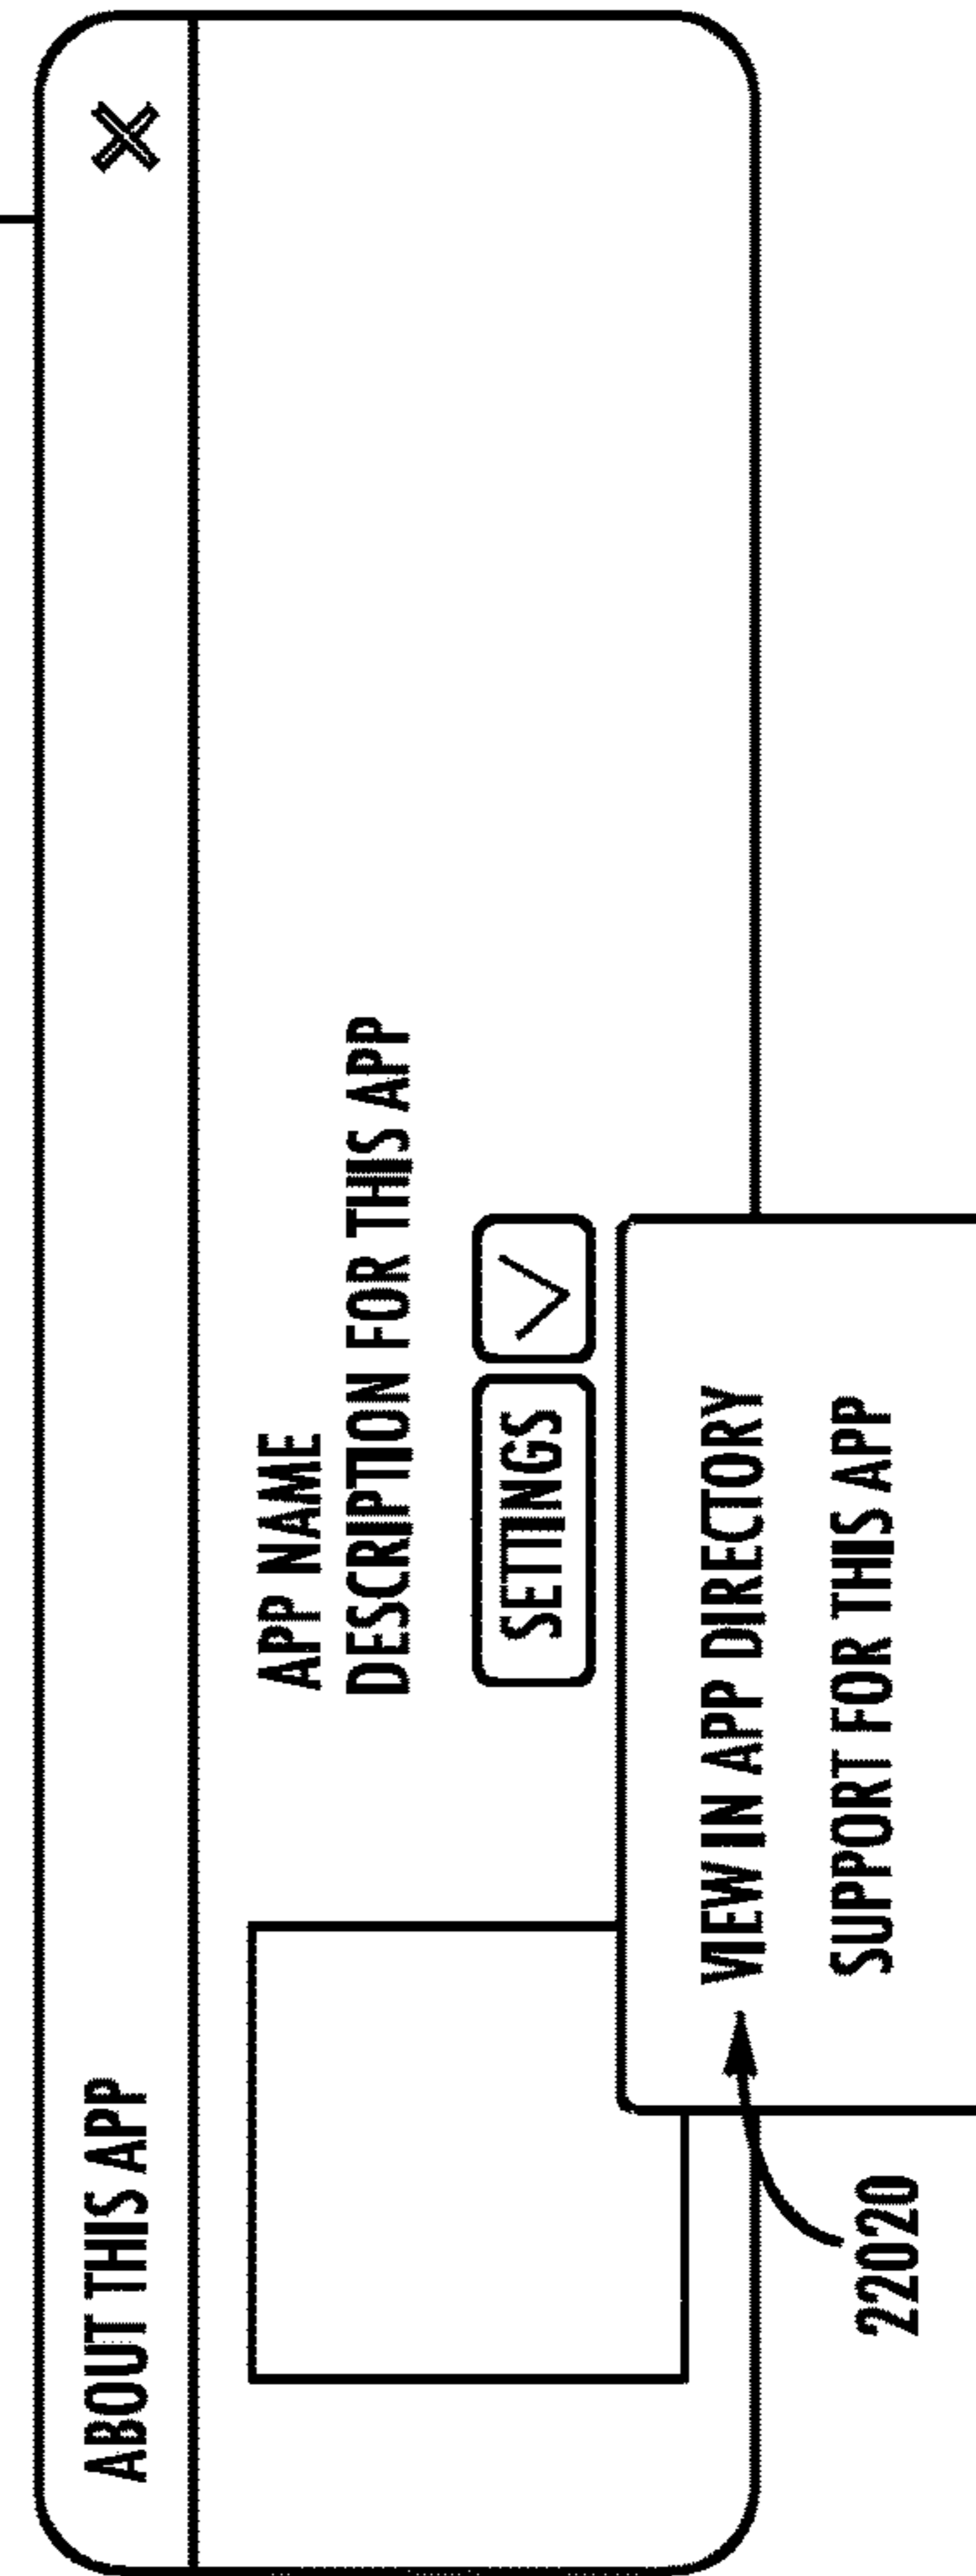 ABOUT THIS APP
APP NAME
DESCRIPTION FOR THIS APP
SETTINGS
VIEW IN APP DIRECTORY
SUPPORT FOR THIS APP
22020